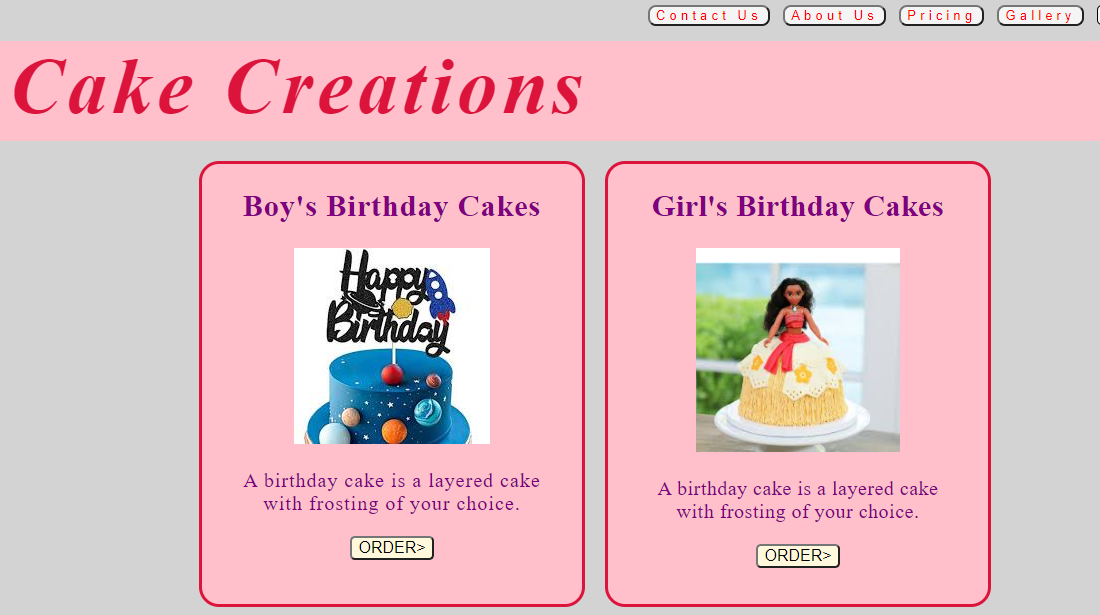 Contact Us About Us Pricing Gallery
Cake Creations
Boy's Birthday Cakes
Happy
Birthday
A birthday cake is a layered cake
with frosting of your choice.
ORDER>
Girl's Birthday Cakes
A birthday cake is a layered cake
with frosting of your choice.
ORDER>